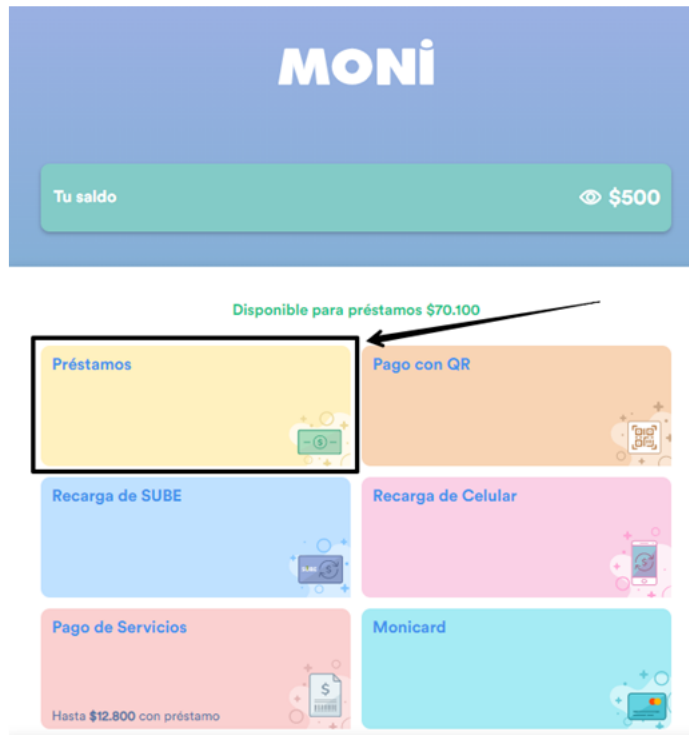 MONi
Tu saldo
$500
Disponible para préstamos $70.100
Préstamos
Pago con QR
Recarga de SUBE
Recarga de Celular
SUBE
Pago de Servicios
Monicard
Hasta $12.800 con préstamo